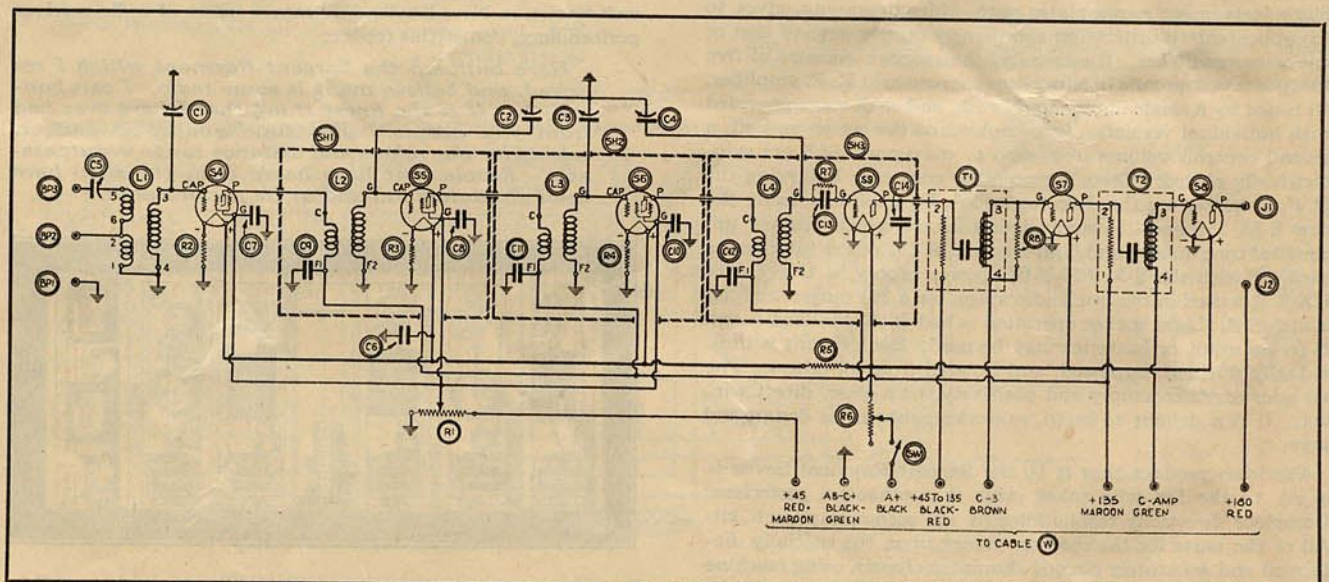 C1 C2 C3 C4
SH1 SH2 SH3
BP3 C5 L1 S4 L2 S5 L3 S6 L4 R7 S9 C14 T1 S7 T2 S8
5 3 CAP P G CAP P G CAP P G P 2 3 G P 2 3 G P J1
6 C C C C13
BP2 2 R2 G C7 R3 G C8 R4 G C10 R8 J2
1 4 C9 F1 F2 C11 F1 F2 C12 F1 F2 4 4
BP1
C6
R5
R1 R6
SW
+45 RED+ MAROON
AB-C+ BLACK- GREEN
A+ BLACK
+45 TO 135 BLACK- RED
C-3 BROWN
+135 MAROON
C-AMP GREEN
+180 RED
TO CABLE W